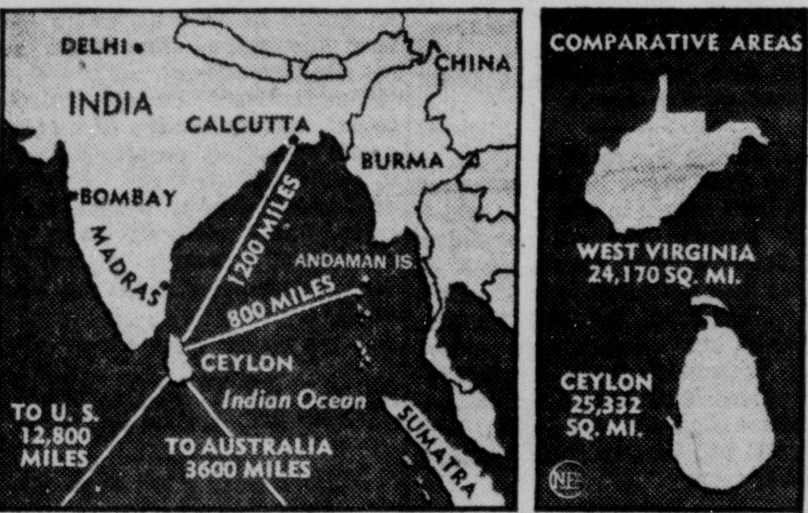 DELHI
INDIA
CALCUTTA
CHINA
BURMA
BOMBAY
MADRAS
1200 MILES
ANDAMAN IS.
800 MILES
CEYLON
Indian Ocean
TO U. S.
12,800
MILES
TO AUSTRALIA
3600 MILES
SUMATRA
COMPARATIVE AREAS
WEST VIRGINIA
24,170 SQ. MI.
CEYLON
25,332
SQ. MI.
NEA